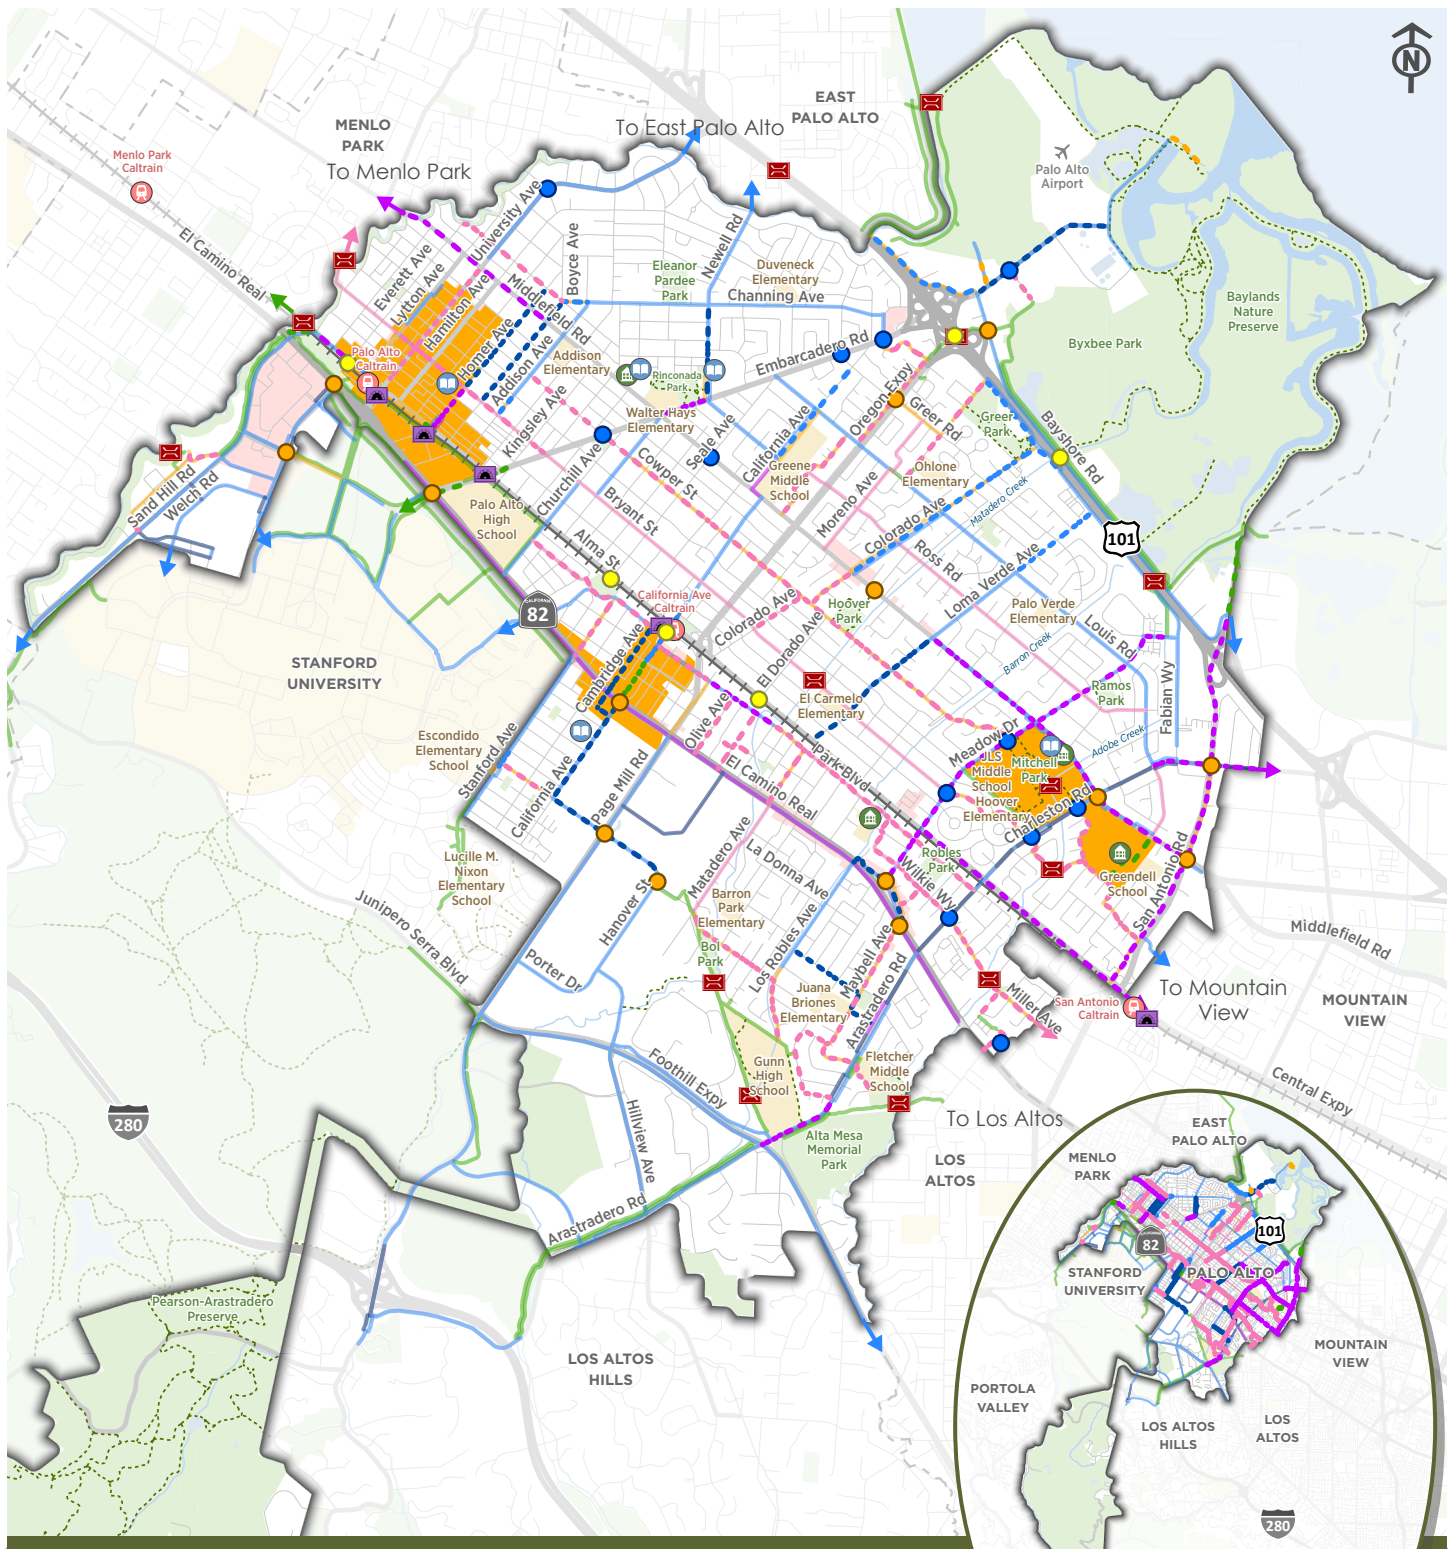 N
EAST
PALO ALTO
MENLO
PARK
To East Palo Alto
To Menlo Park
Menlo Park
Caltrain
Palo Alto
Airport
El Camino Real
University Ave
Everett Ave
Lytton Ave
Hamilton Ave
Boyce Ave
Newell Rd
Eleanor
Pardee
Park
Duveneck
Elementary
Channing Ave
Middlefield Rd
Homer Ave
Addison Ave
Addison
Elementary
Palo Alto
Caltrain
Embarcadero Rd
Rinconada
Park
Walter Hays
Elementary
Baylands
Nature
Preserve
Byxbee Park
Kingsley Ave
Seale Ave
California Ave
Oregon Expy
Greer Rd
Greer
Park
Bayshore Rd
Churchill Ave
Cowper St
Greene
Middle
School
Ohlone
Elementary
Moreno Ave
Matadero Creek
Sand Hill Rd
Welch Rd
Palo Alto
High
School
Bryant St
Alma St
Colorado Ave
Ross Rd
101
Loma Verde Ave
82
CALIFORNIA
California Ave
Caltrain
Colorado Ave
Hoover
Park
El Dorado Ave
Palo Verde
Elementary
Louis Rd
Barron Creek
STANFORD
UNIVERSITY
Cambridge Ave
Olive Ave
El Carmelo
Elementary
Ramos
Park
Fabian Wy
Adobe Creek
Escondido
Elementary
School
Stanford Ave
California Ave
Page Mill Rd
El Camino Real
Park Blvd
Meadow Dr
JLS
Middle
School
Hoover
Elementary
Mitchell
Park
Charleston Rd
Lucille M.
Nixon
Elementary
School
Matadero Ave
La Donna Ave
Robles
Park
Wilkie Wy
Greendell
School
San Antonio Rd
Junipero Serra Blvd
Hanover St
Barron
Park
Elementary
Bol
Park
Los Robles Ave
Maybell Ave
Middlefield Rd
Porter Dr
Juana
Briones
Elementary
Arastradero Rd
Miller Ave
San Antonio
Caltrain
To Mountain
View
MOUNTAIN
VIEW
Foothill Expy
Gunn
High
School
Fletcher
Middle
School
Central Expy
280
Hillview Ave
Alta Mesa
Memorial
Park
To Los Altos
LOS
ALTOS
Arastradero Rd
Pearson-Arastradero
Preserve
LOS ALTOS
HILLS
EAST
PALO ALTO
MENLO
PARK
101
82
STANFORD
UNIVERSITY
PALO ALTO
MOUNTAIN
VIEW
PORTOLA
VALLEY
LOS ALTOS
HILLS
LOS
ALTOS
280